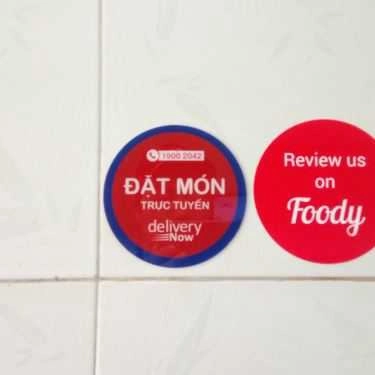 1900 2042
ĐẶT MÓN
TRỰC TUYẾN
delivery
Now
Review us
on
Foody